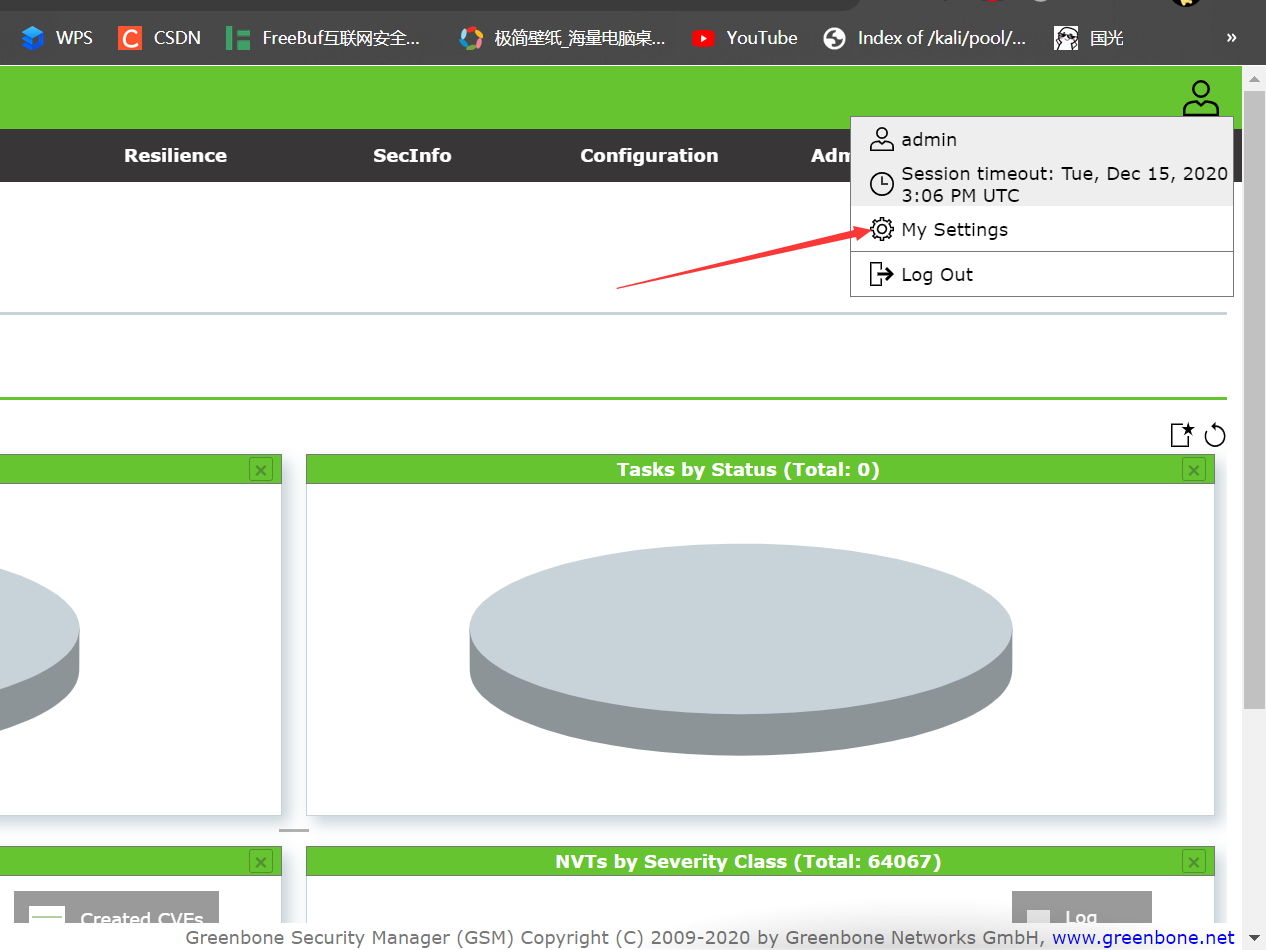 WPS
CSDN
FreeBuf互联网安全...
极简壁纸_海量电脑桌...
YouTube
Index of /kali/pool/...
国光
»
Resilience
SecInfo
Configuration
Adm
admin
Session timeout: Tue, Dec 15, 2020
3:06 PM UTC
My Settings
Log Out
Tasks by Status (Total: 0)
NVTs by Severity Class (Total: 64067)
Created CVEs
Log
Greenbone Security Manager (GSM) Copyright (C) 2009-2020 by Greenbone Networks GmbH, www.greenbone.net